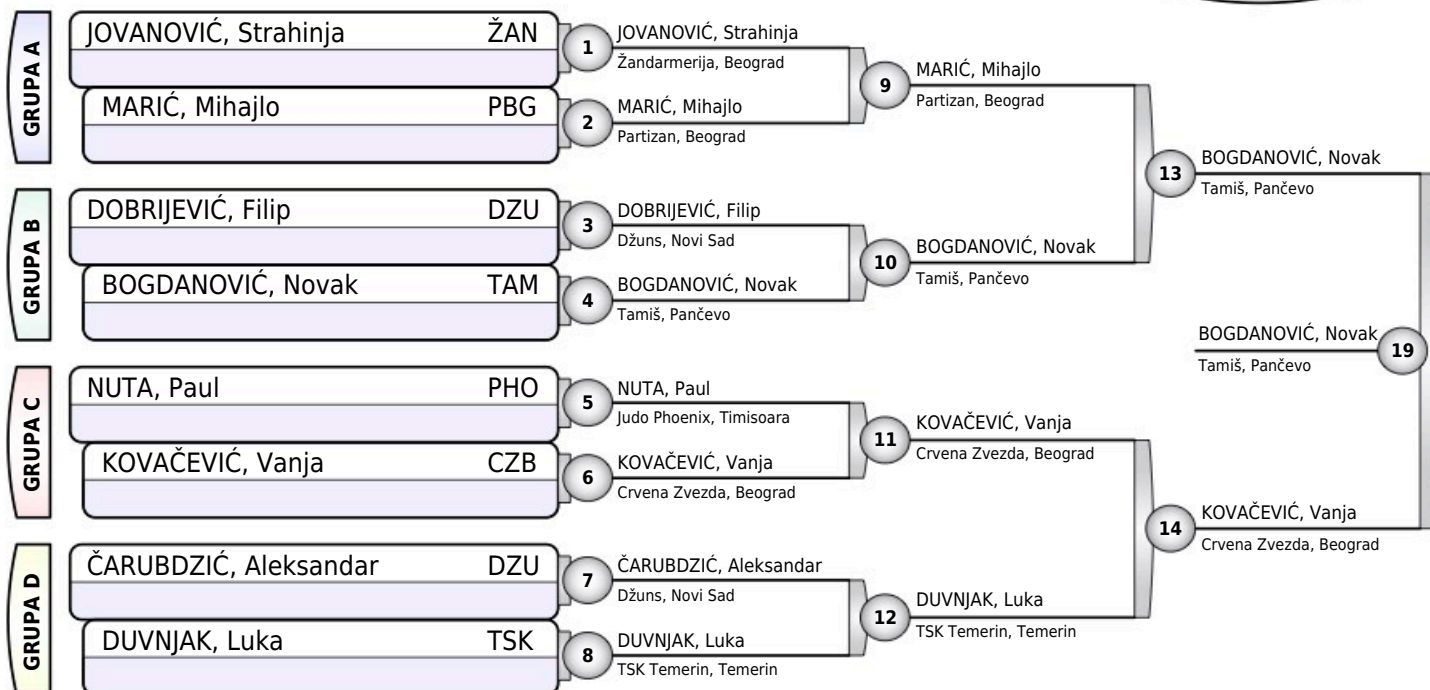 GRUPA A
JOVANOVIĆ, Strahinja ŽAN
MARIĆ, Mihajlo PBG
1
JOVANOVIĆ, Strahinja
Žandarmerija, Beograd
2
MARIĆ, Mihajlo
Partizan, Beograd
9
MARIĆ, Mihajlo
Partizan, Beograd
GRUPA B
DOBRIJEVIĆ, Filip DZU
BOGDANOVIĆ, Novak TAM
3
DOBRIJEVIĆ, Filip
Džuns, Novi Sad
4
BOGDANOVIĆ, Novak
Tamiš, Pančevo
10
BOGDANOVIĆ, Novak
Tamiš, Pančevo
13
BOGDANOVIĆ, Novak
Tamiš, Pančevo
GRUPA C
NUTA, Paul PHO
KOVAČEVIĆ, Vanja CZB
5
NUTA, Paul
Judo Phoenix, Timisoara
6
KOVAČEVIĆ, Vanja
Crvena Zvezda, Beograd
11
KOVAČEVIĆ, Vanja
Crvena Zvezda, Beograd
GRUPA D
ČARUBDZIĆ, Aleksandar DZU
DUVNJAK, Luka TSK
7
ČARUBDZIĆ, Aleksandar
Džuns, Novi Sad
8
DUVNJAK, Luka
TSK Temerin, Temerin
12
DUVNJAK, Luka
TSK Temerin, Temerin
14
KOVAČEVIĆ, Vanja
Crvena Zvezda, Beograd
BOGDANOVIĆ, Novak
Tamiš, Pančevo
19